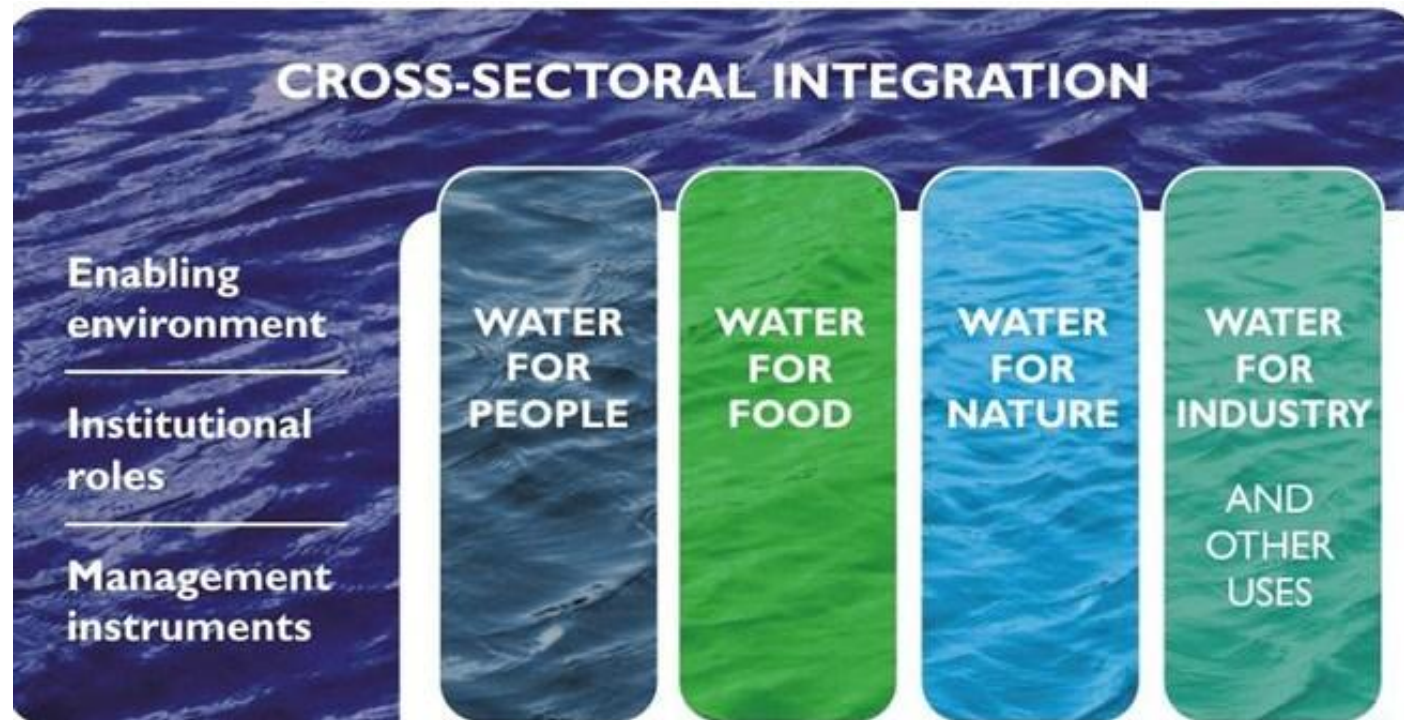 CROSS-SECTORAL INTEGRATION
Enabling
environment
Institutional
roles
Management
instruments
WATER
FOR
PEOPLE
WATER
FOR
FOOD
WATER
FOR
NATURE
WATER
FOR
INDUSTRY
AND
OTHER
USES